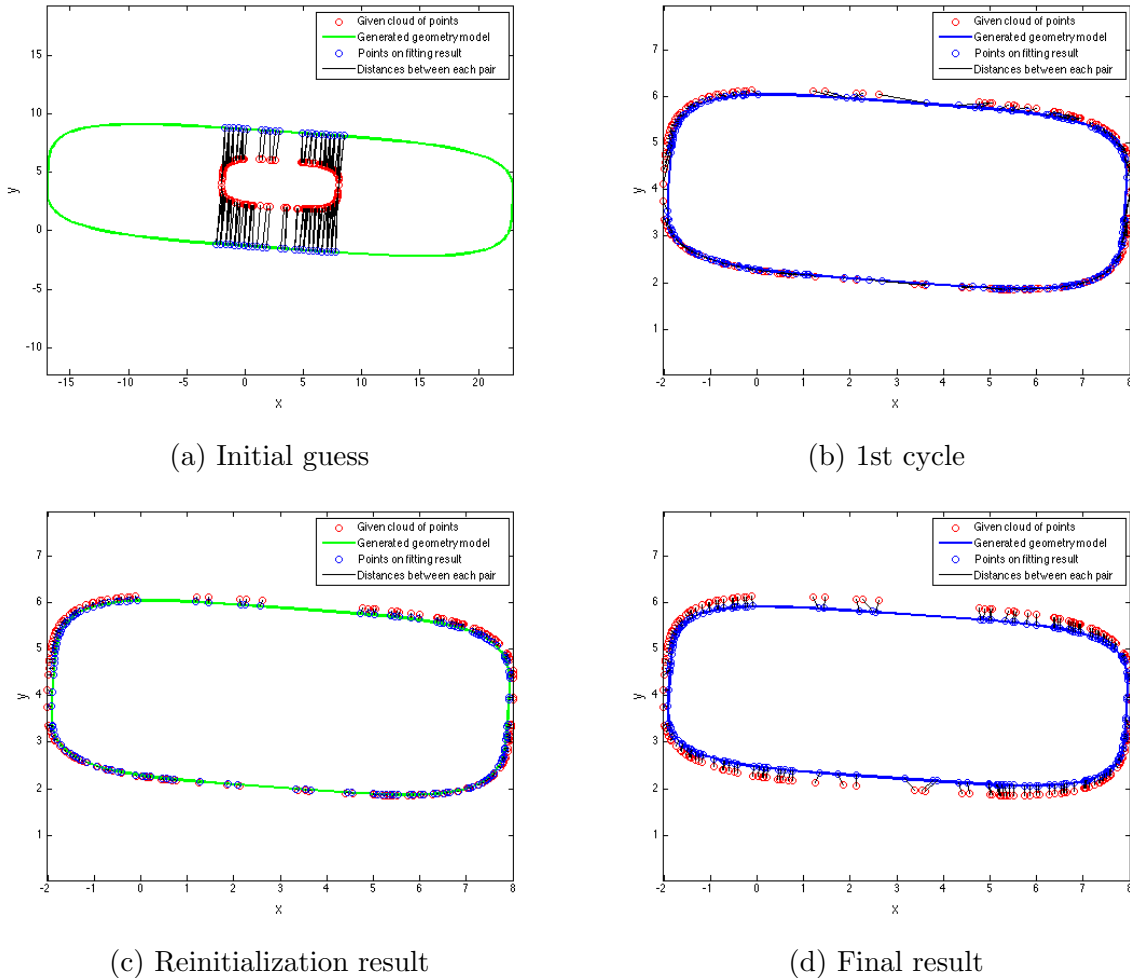 Given cloud of points
Generated geometry model
Points on fitting result
Distances between each pair
15
10
5
0
-5
-10
y
-15 -10 -5 0 5 10 15 20
x
(a) Initial guess
Given cloud of points
Generated geometry model
Points on fitting result
Distances between each pair
7
6
5
4
3
2
1
y
-2 -1 0 1 2 3 4 5 6 7 8
x
(b) 1st cycle
Given cloud of points
Generated geometry model
Points on fitting result
Distances between each pair
7
6
5
4
3
2
1
y
-2 -1 0 1 2 3 4 5 6 7 8
x
(c) Reinitialization result
Given cloud of points
Generated geometry model
Points on fitting result
Distances between each pair
7
6
5
4
3
2
1
y
-2 -1 0 1 2 3 4 5 6 7 8
x
(d) Final result